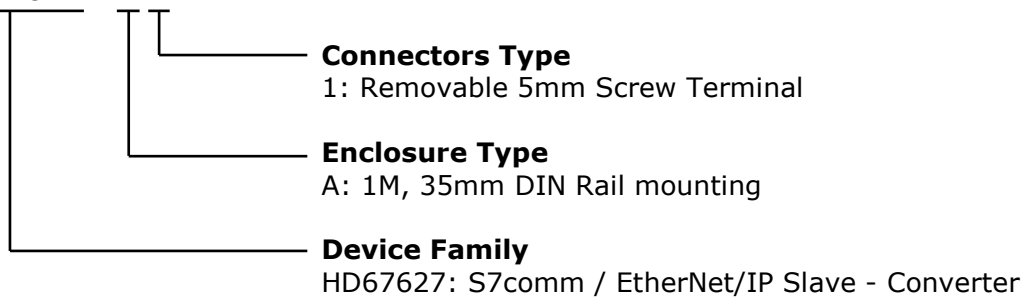 Connectors Type
1: Removable 5mm Screw Terminal
Enclosure Type
A: 1M, 35mm DIN Rail mounting
Device Family
HD67627: S7comm / EtherNet/IP Slave - Converter